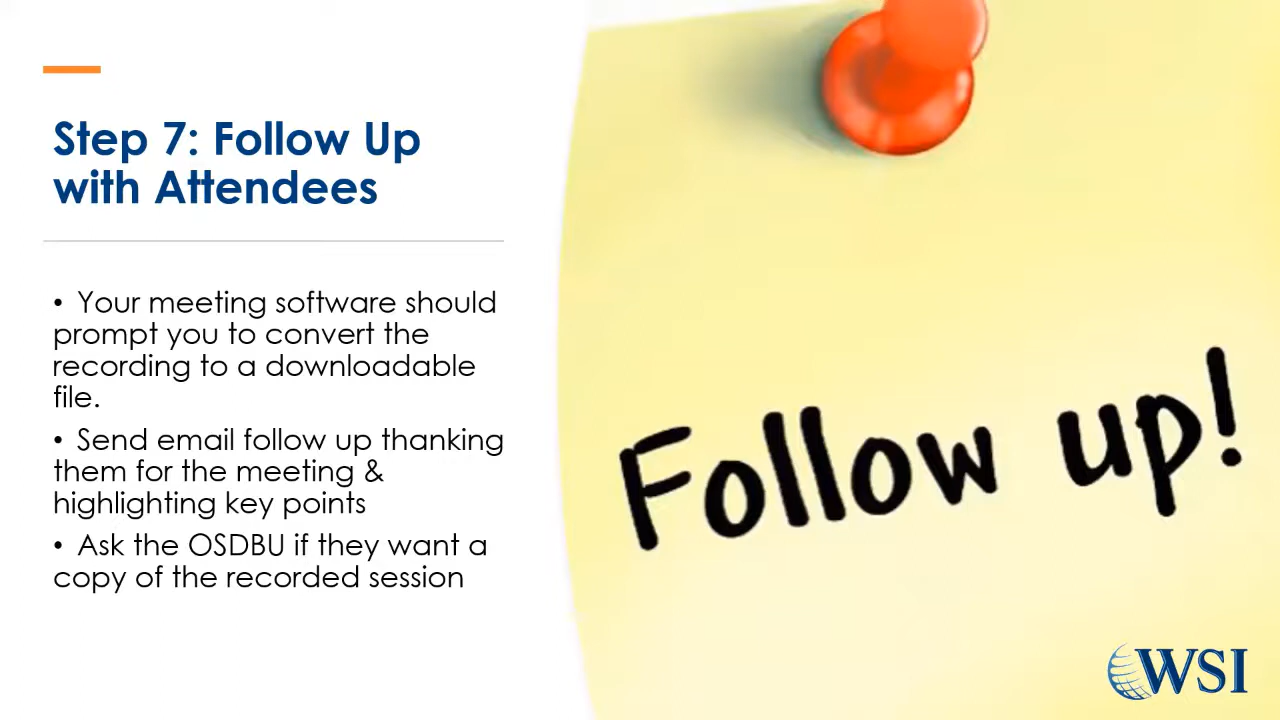 Step 7: Follow Up
with Attendees
• Your meeting software should
prompt you to convert the
recording to a downloadable
file.
• Send email follow up thanking
them for the meeting &
highlighting key points
• Ask the OSDBU if they want a
copy of the recorded session
Follow up!
WSI